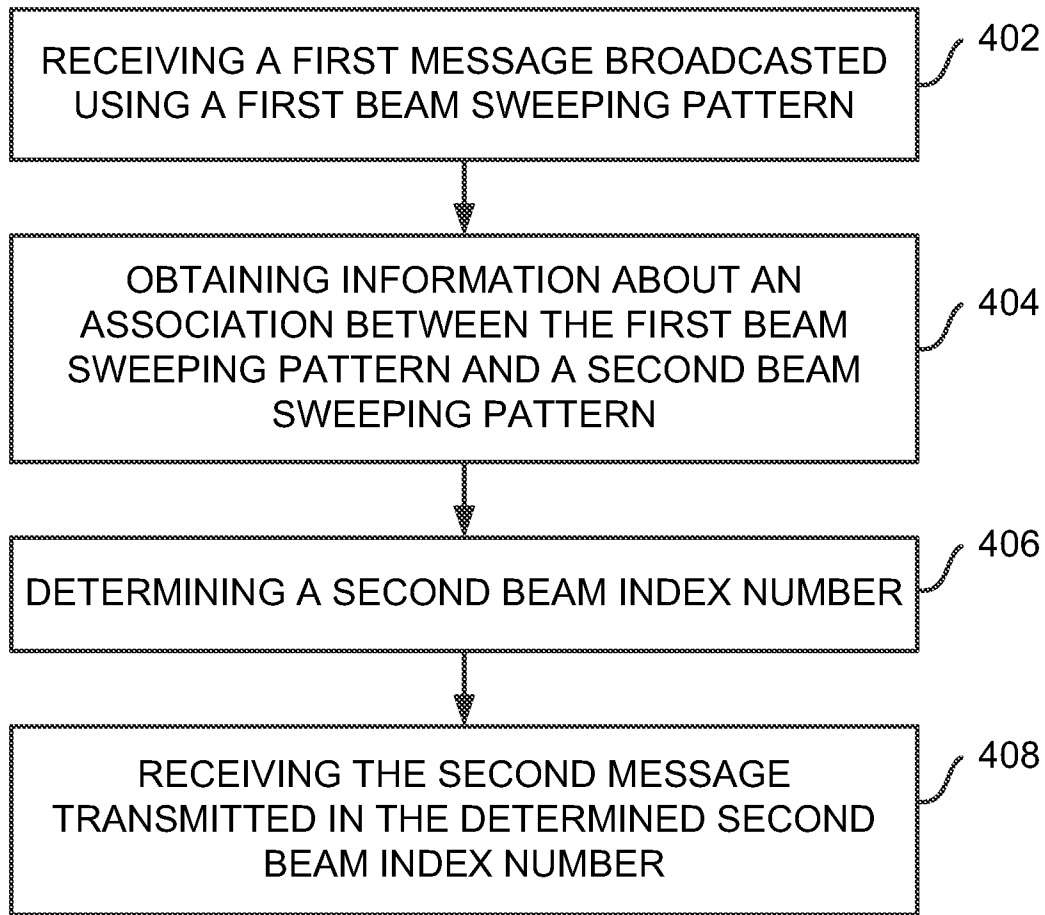 RECEIVING A FIRST MESSAGE BROADCASTED
USING A FIRST BEAM SWEEPING PATTERN
402
OBTAINING INFORMATION ABOUT AN
ASSOCIATION BETWEEN THE FIRST BEAM
SWEEPING PATTERN AND A SECOND BEAM
SWEEPING PATTERN
404
DETERMINING A SECOND BEAM INDEX NUMBER
406
RECEIVING THE SECOND MESSAGE
TRANSMITTED IN THE DETERMINED SECOND
BEAM INDEX NUMBER
408